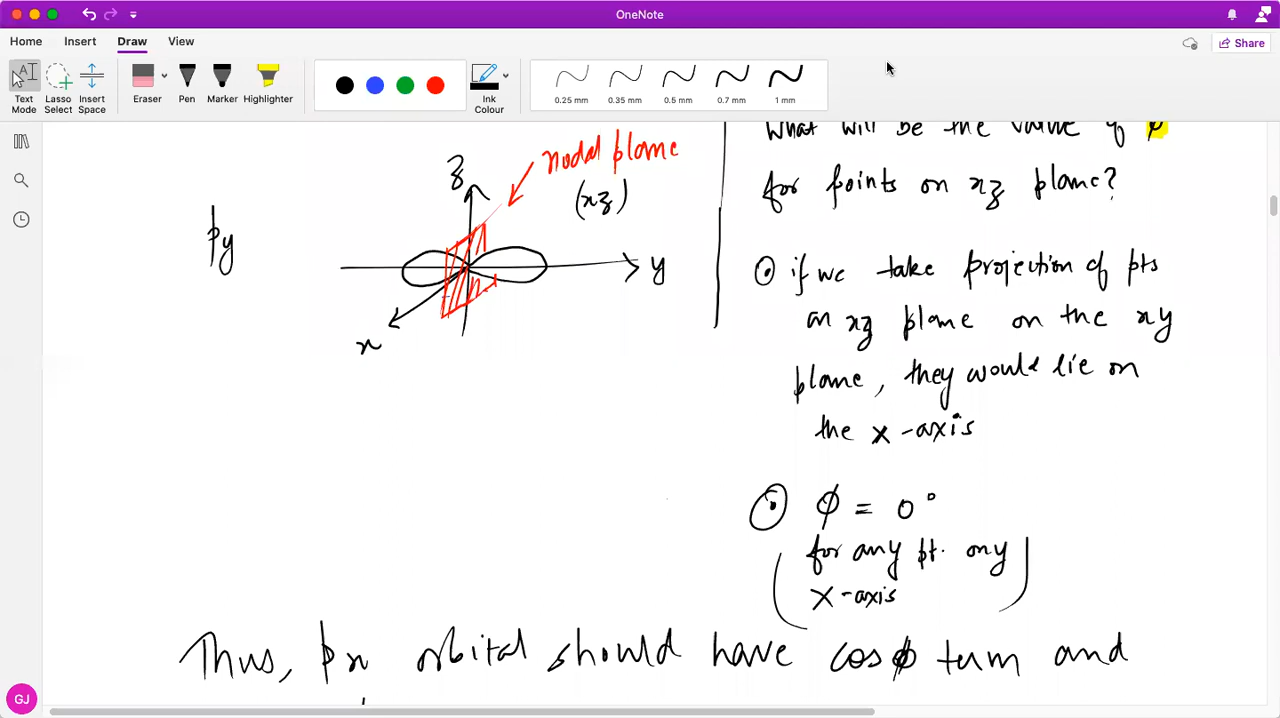 OneNote
Home
Insert
Draw
View
Share
Text Mode
Lasso Select
Insert Space
Eraser
Pen
Marker
Highlighter
Ink Colour
0.25 mm
0.35 mm
0.5 mm
0.7 mm
1 mm
What will be the value of ϕ
for points on xz plane?
nodal plane
(xz)
z
py
y
x
if we take projection of pts
on xz plane on the xy
plane, they would lie on
the x-axis
ϕ = 0°
(for any pt. on
X-axis)
Thus, px orbital should have cosϕ term and
GJ